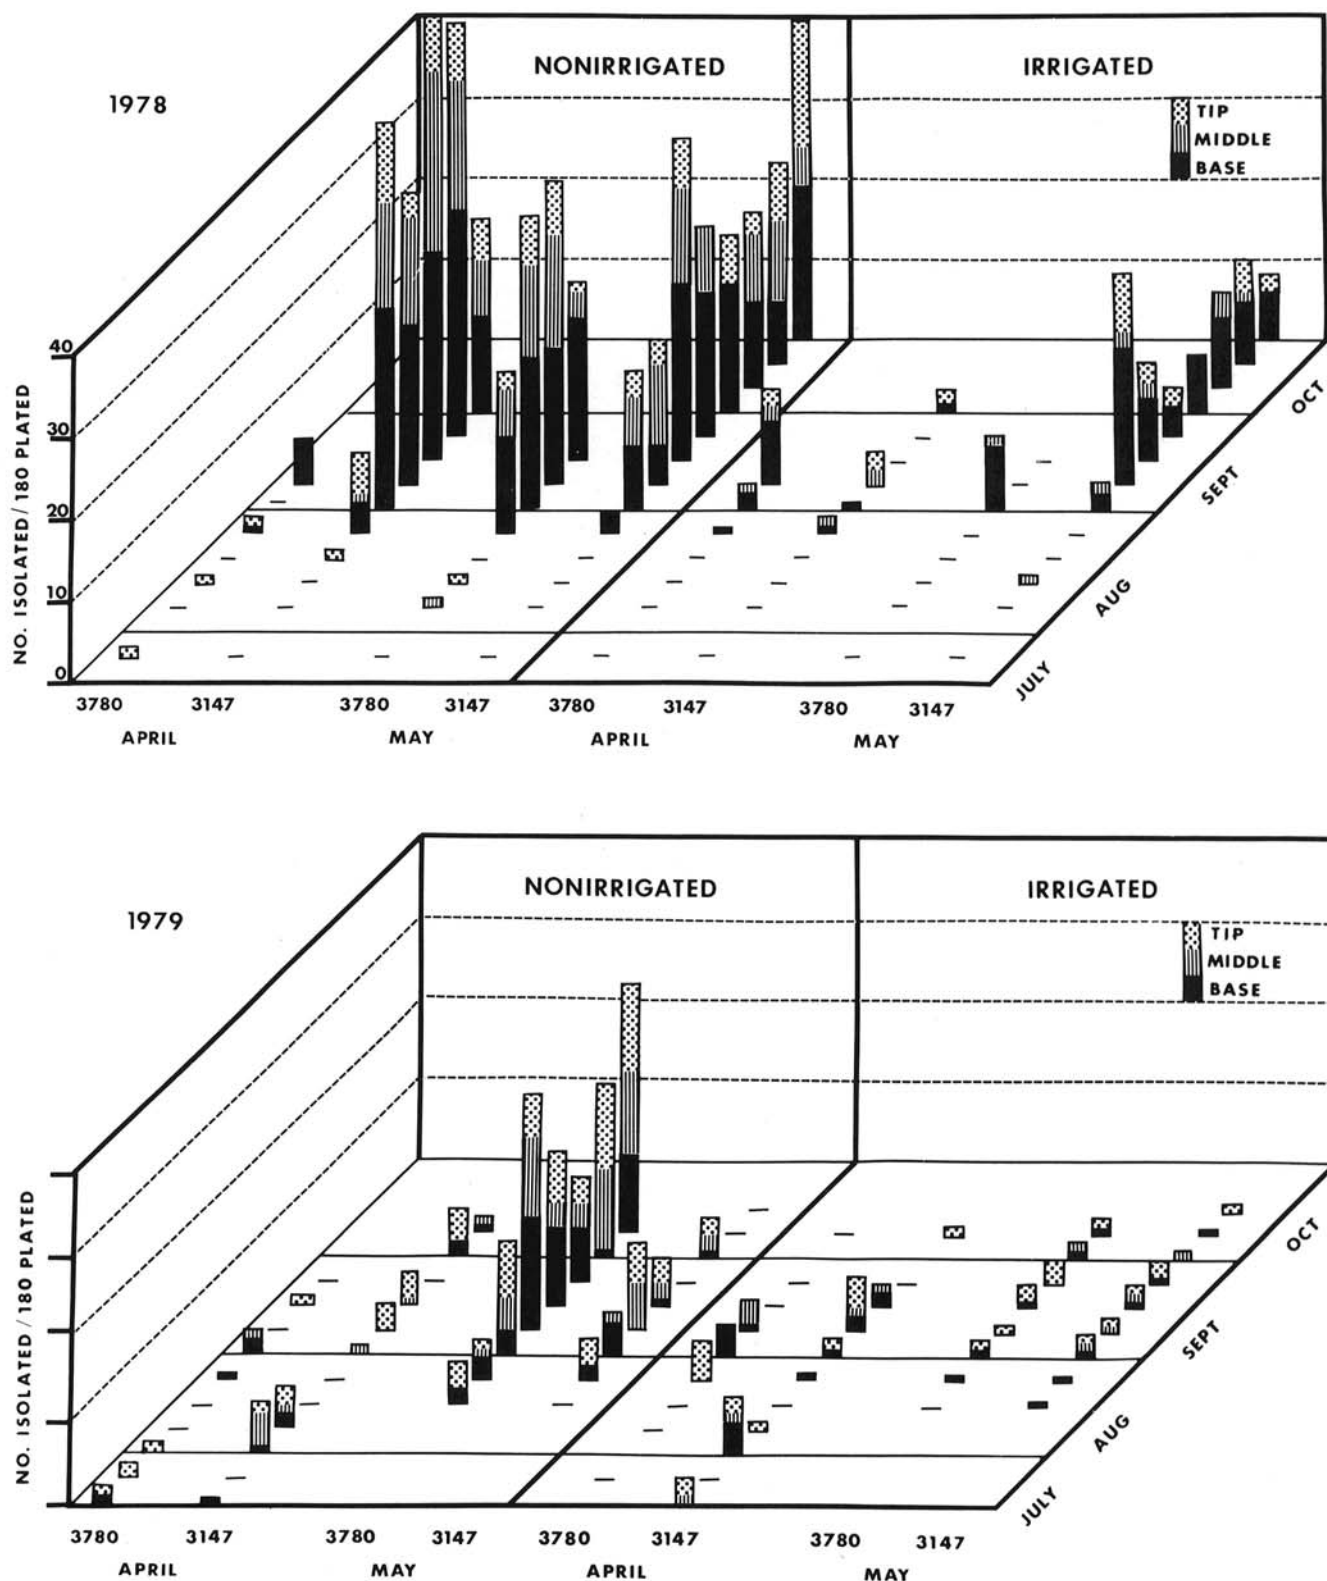 NONIRRIGATED
IRRIGATED
1978
TIP
MIDDLE
BASE
40
30
20
10
0
NO. ISOLATED / 180 PLATED
OCT
SEPT
AUG
JULY
3780 3147 3780 3147 3780 3147 3780 3147
APRIL MAY APRIL MAY
NONIRRIGATED
IRRIGATED
1979
TIP
MIDDLE
BASE
NO. ISOLATED / 180 PLATED
OCT
SEPT
AUG
JULY
3780 3147 3780 3147 3780 3147 3780 3147
APRIL MAY APRIL MAY